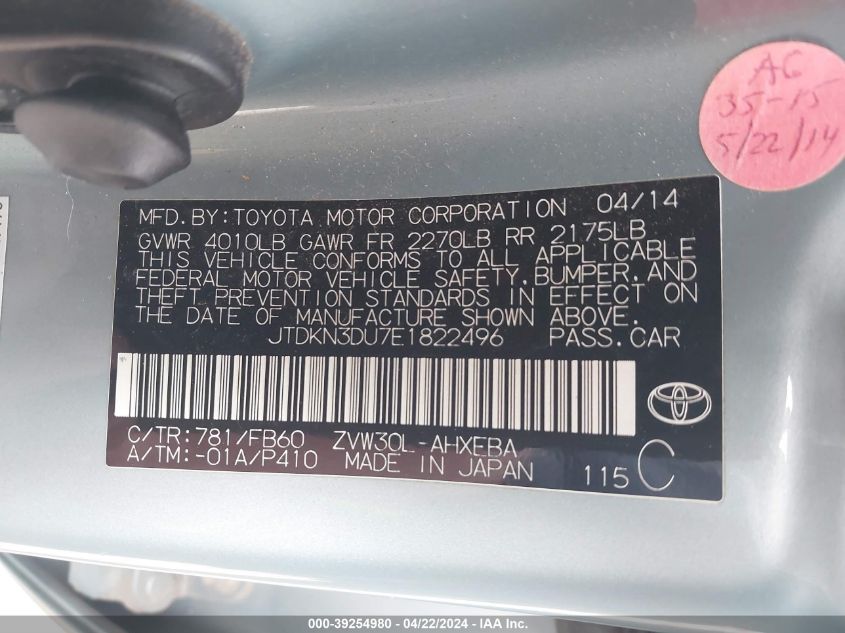 AG
35-15
5/22/14
MFD.BY:TOYOTA MOTOR CORPORATION 04/14
GVWR 4010LB GAWR FR 2270LB RR 2175LB
THIS VEHICLE CONFORMS TO ALL APPLICABLE
FEDERAL MOTOR VEHICLE SAFETY,BUMPER,AND
THEFT PREVENTION STANDARDS IN EFFECT ON
THE DATE OF MANUFACTURE SHOWN ABOVE.
JTDKN3DU7E1822496 PASS.CAR
C/TR:781/FB60 ZVW30L-AHXEBA
A/TM:-01A/P410 MADE IN JAPAN 115 C
000-39254980 - 04/22/2024 - IAA Inc.